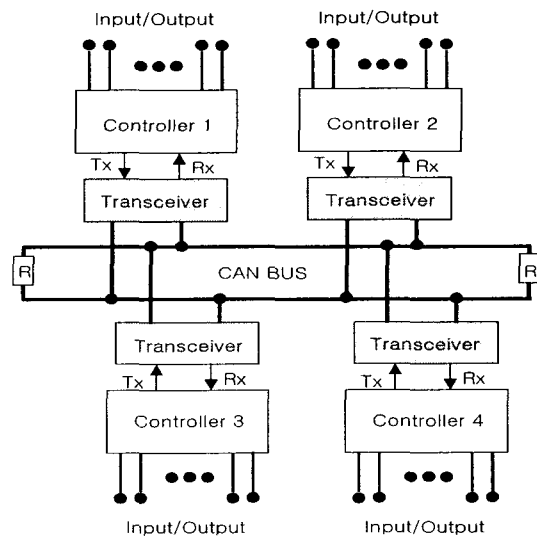 Input/Output Input/Output
Controller 1 Controller 2
Tx Rx Tx Rx
Transceiver Transceiver
R CAN BUS R
Transceiver Transceiver
Tx Rx Tx Rx
Controller 3 Controller 4
Input/Output Input/Output